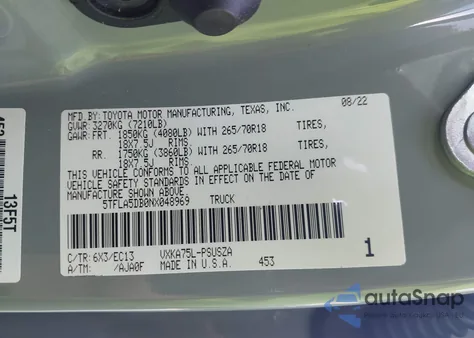 MFD.BY: TOYOTA MOTOR MANUFACTURING, TEXAS, INC. 08/22
GVWR: 3270KG (7210LB)
GAWR: FRT. 1850KG (4080LB) WITH 265/70R18 TIRES,
18X7.5J RIMS.
RR. 1750KG (3860LB) WITH 265/70R18 TIRES,
18X7.5J RIMS.
THIS VEHICLE CONFORMS TO ALL APPLICABLE FEDERAL MOTOR
VEHICLE SAFETY STANDARDS IN EFFECT ON THE DATE OF
MANUFACTURE SHOWN ABOVE.
5TFLA5DB0NX048969 TRUCK
C/TR: 6X3/EC13 VXKA75L-PSUSZA
A/TM: /AJA0F MADE IN U.S.A. 453
1
13F5T
autoSnap